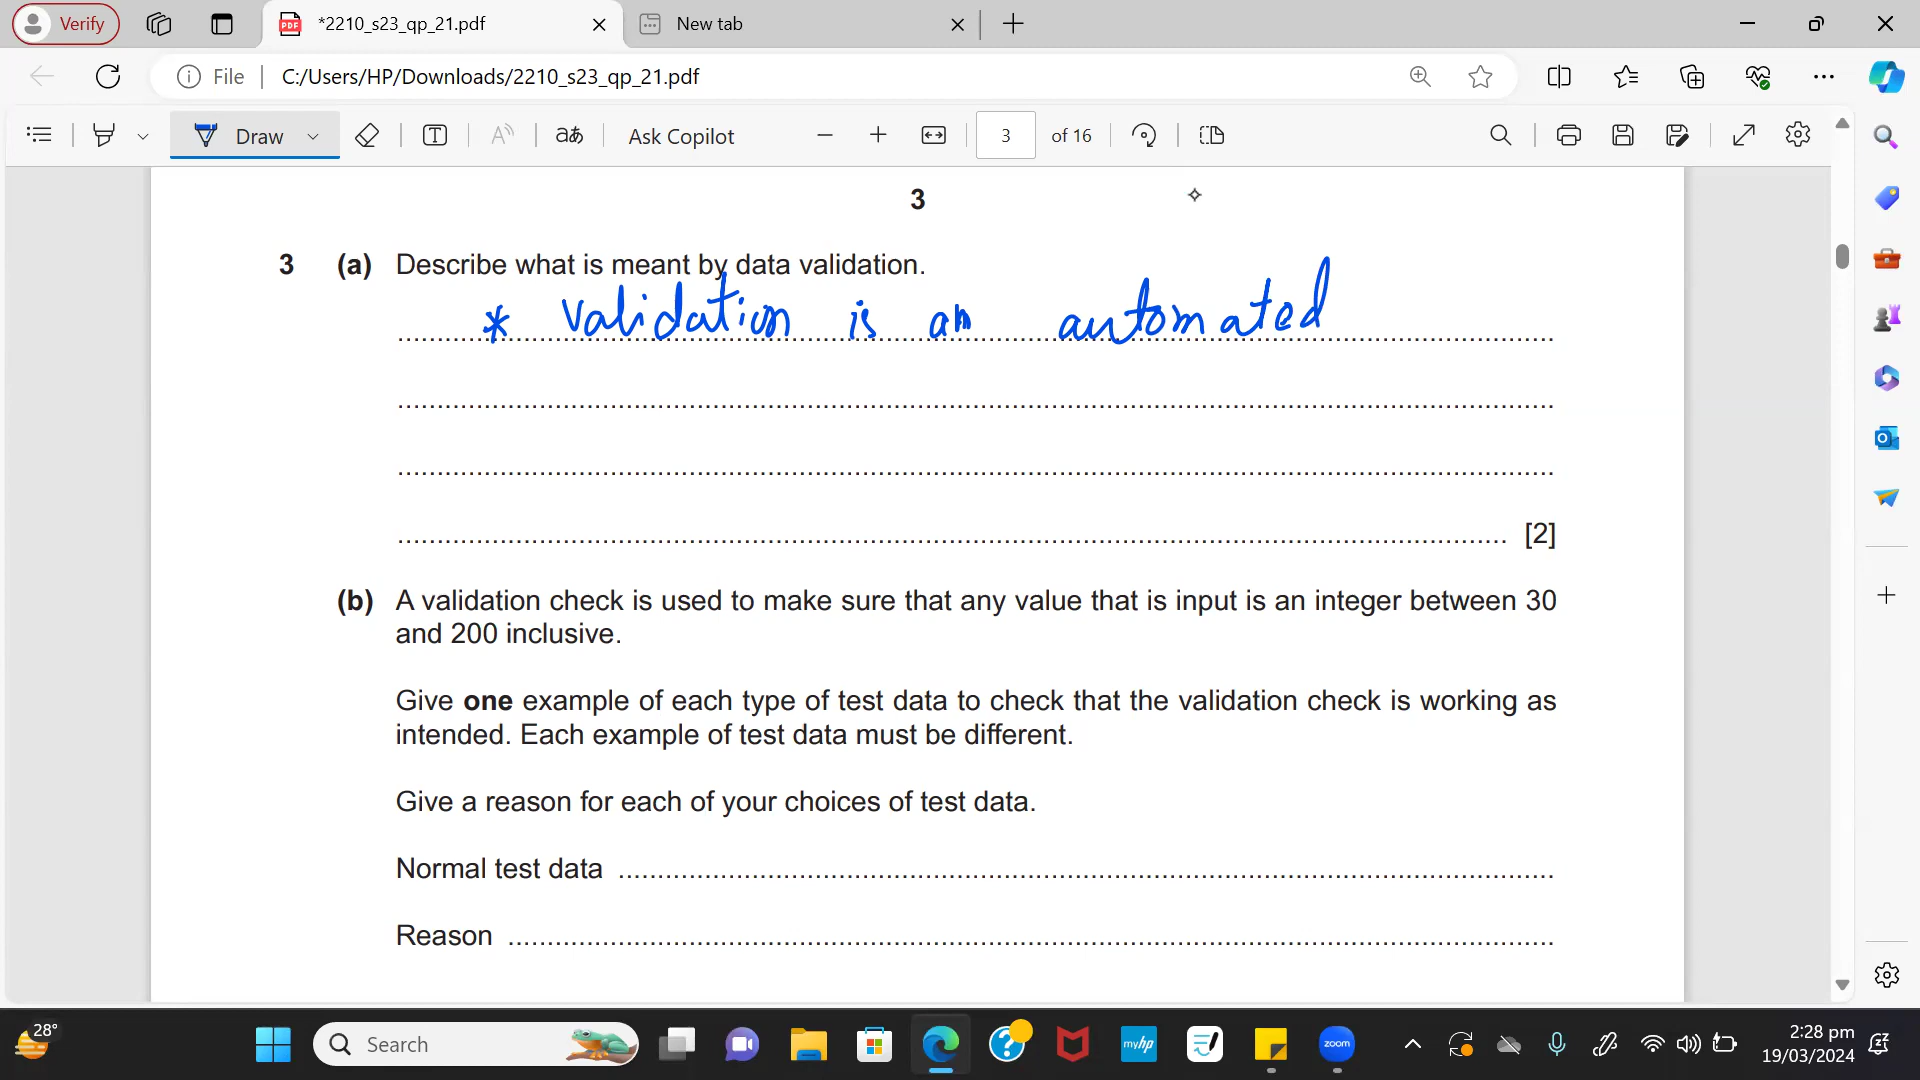 Verify
*2210_s23_qp_21.pdf
New tab
File
C:/Users/HP/Downloads/2210_s23_qp_21.pdf
Draw
Ask Copilot
3
of 16
3
3 (a) Describe what is meant by data validation.
* validation is an automated
[2]
(b) A validation check is used to make sure that any value that is input is an integer between 30
and 200 inclusive.
Give one example of each type of test data to check that the validation check is working as
intended. Each example of test data must be different.
Give a reason for each of your choices of test data.
Normal test data
Reason
28°
Search
myhp
zoom
2:28 pm
19/03/2024